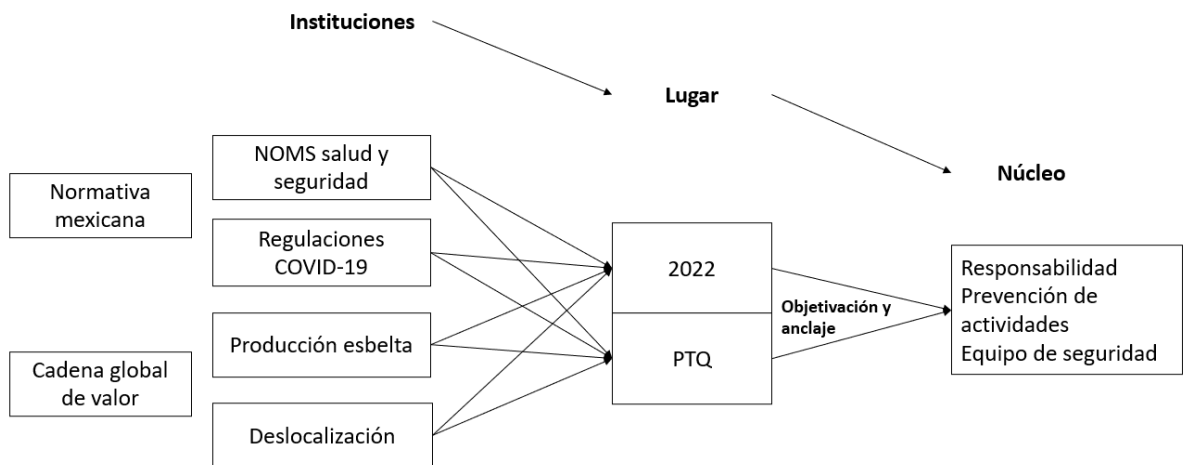 Instituciones
Lugar
Núcleo
Normativa
mexicana
NOMS salud y
seguridad
Regulaciones
COVID-19
Cadena global
de valor
Producción esbelta
Deslocalización
2022
PTQ
Objetivación y
anclaje
Responsabilidad
Prevención de
actividades
Equipo de seguridad